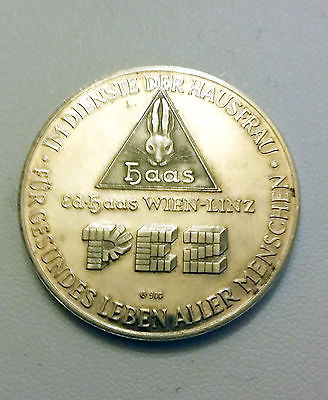 IM DIENSTE DER HAUSFRAU · FÜR GESUNDES LEBEN ALLER MENSCHEN ·
haas
ed·haas WIEN-LINZ
PEZ